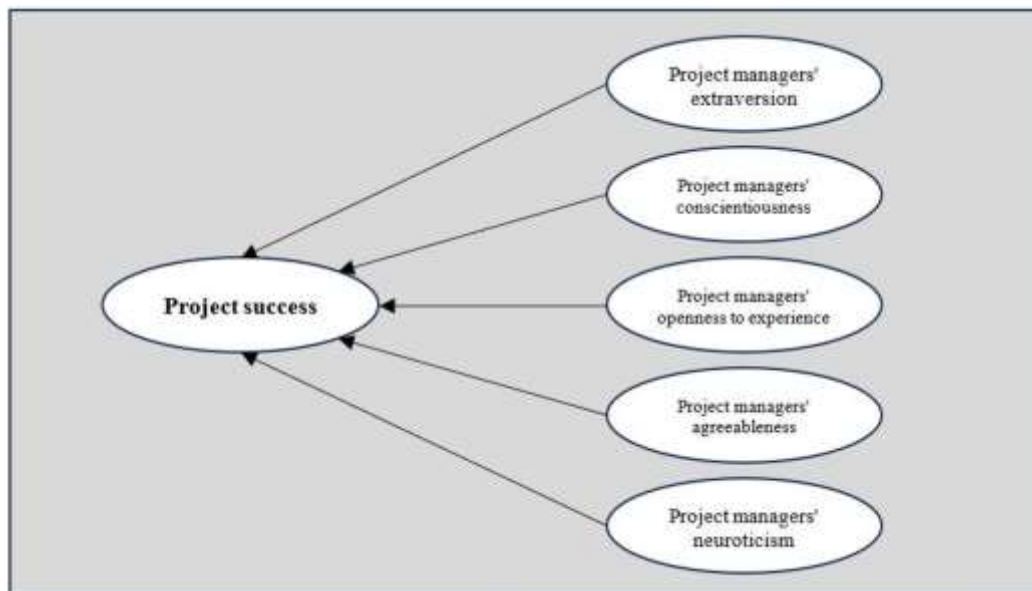 Project managers'
extraversion
Project managers'
conscientiousness
Project success
Project managers'
openness to experience
Project managers'
agreeableness
Project managers'
neuroticism